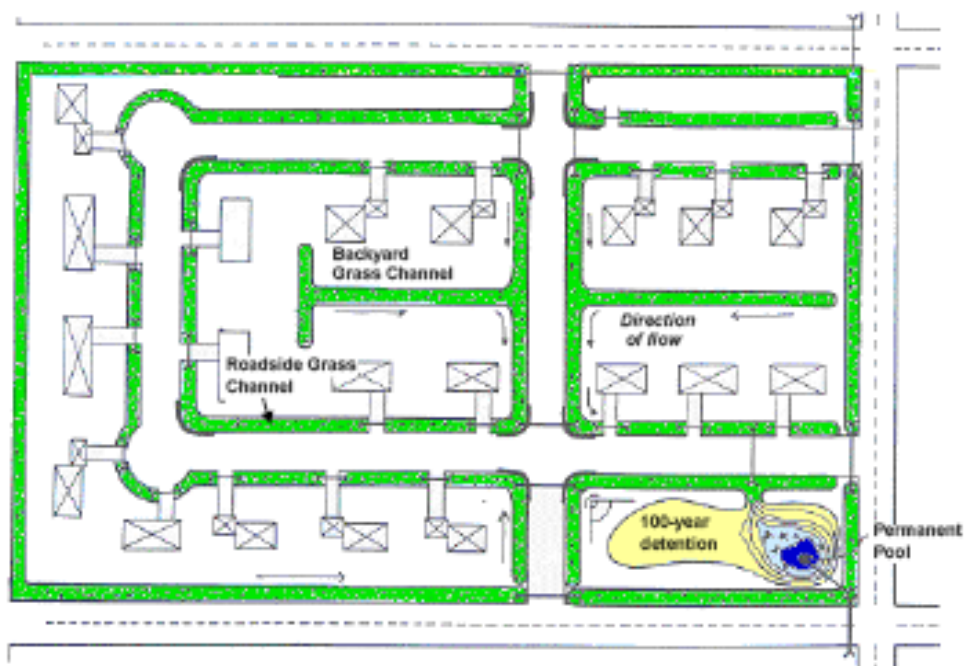 Backyard
Grass Channel
Direction
of flow
Roadside Grass
Channel
100-year
detention
Permanent
Pool